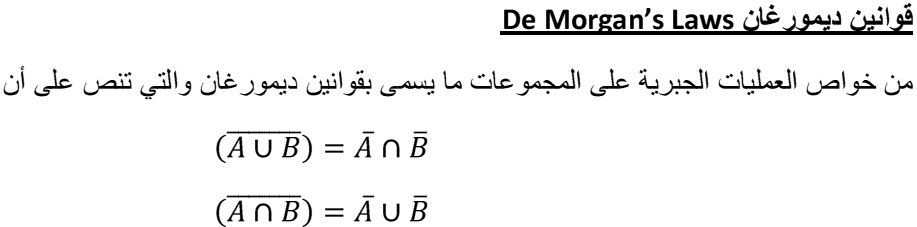 قوانين ديمورغان De Morgan’s Laws
من خواص العمليات الجبرية على المجموعات ما يسمى بقوانين ديمورغان والتي تنص على أن
(A̅ ∪̅ B̅) = A̅ ∩ B̅
(A̅ ∩̅ B̅) = A̅ ∪ B̅